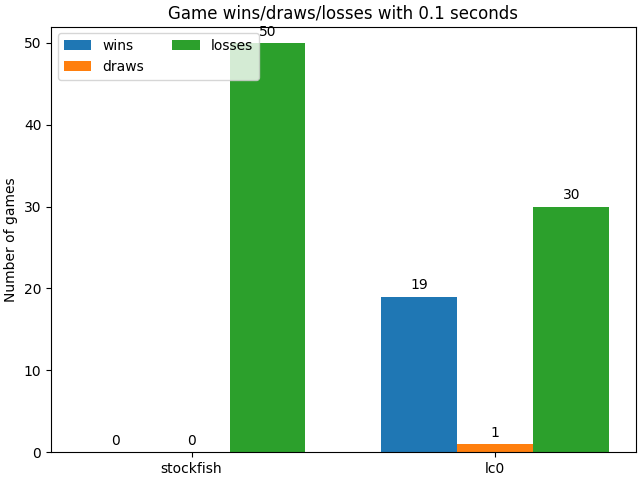 Game wins/draws/losses with 0.1 seconds
wins
draws
losses
50
40
30
20
10
0
Number of games
0
0
50
19
1
30
stockfish
lc0